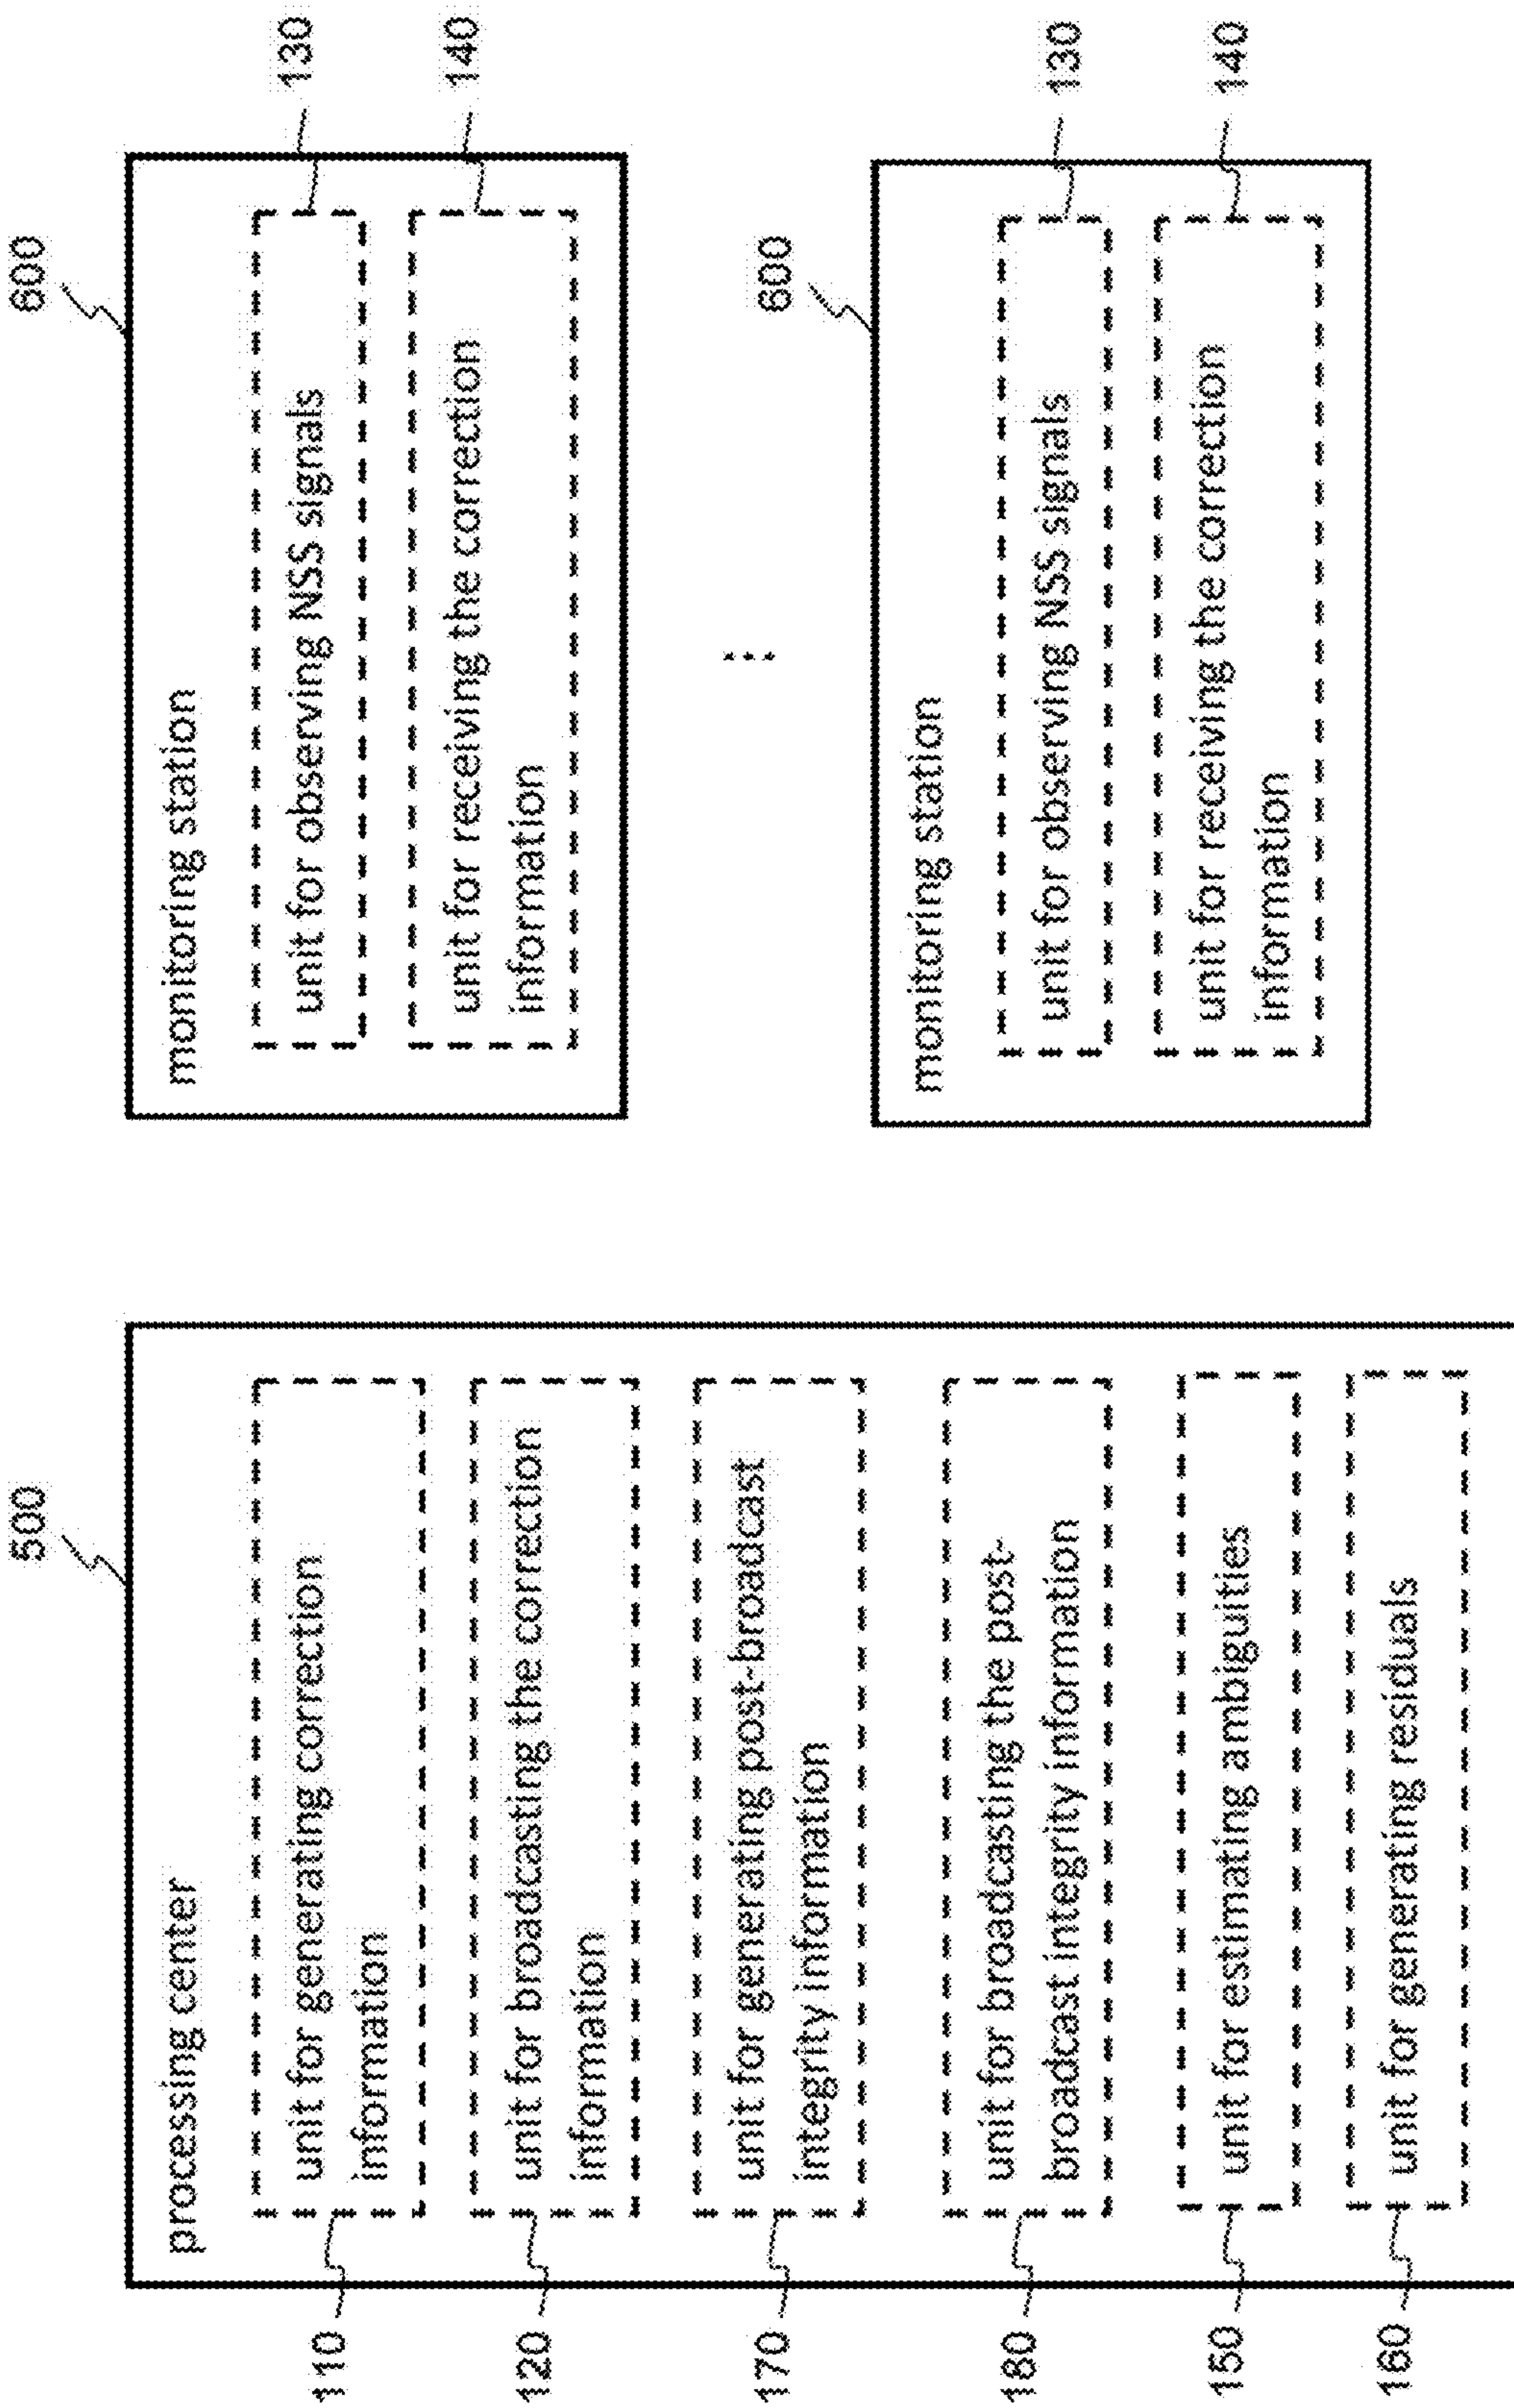 500
processing center
110
unit for generating correction
information
120
unit for broadcasting the correction
information
170
unit for generating post-broadcast
integrity information
180
unit for broadcasting the post-
broadcast integrity information
150
unit for estimating ambiguities
160
unit for generating residuals
600
monitoring station
unit for observing NSS signals
130
unit for receiving the correction
information
140
⋮
600
monitoring station
unit for observing NSS signals
130
unit for receiving the correction
information
140